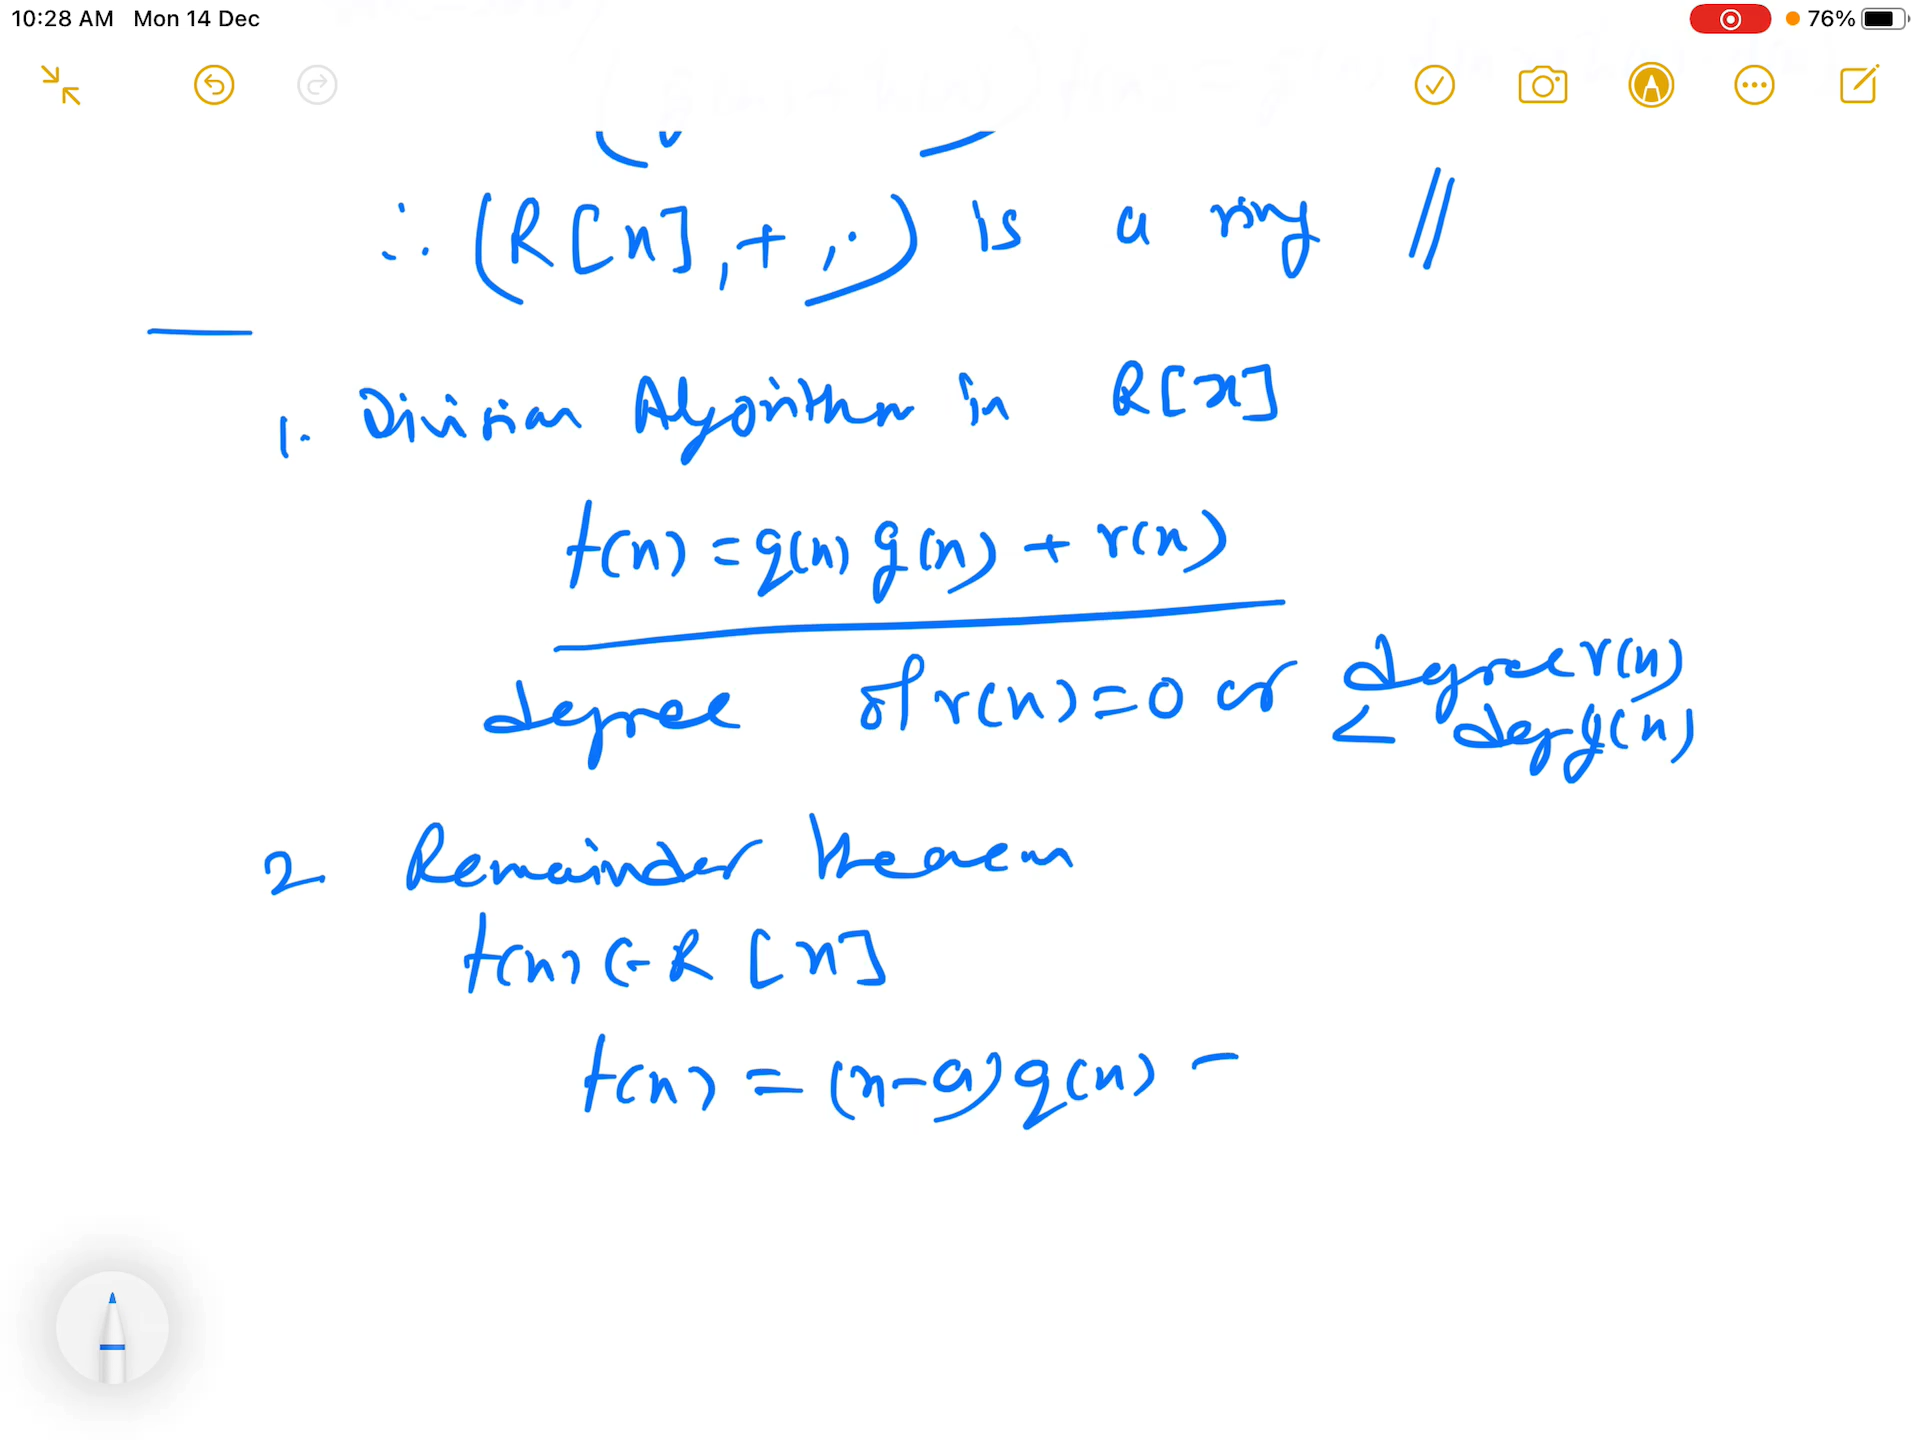 10:28 AM Mon 14 Dec 76%
∴ (R[x], +, ·) is a ring //
1. Division Algorithm in R[x]
f(x) = q(x) g(x) + r(x)
degree of r(x) = 0 or degree r(x)
< deg g(x)
2. Remainder theorem
f(x) ∈ R [x]
f(x) = (x-a) q(x) -